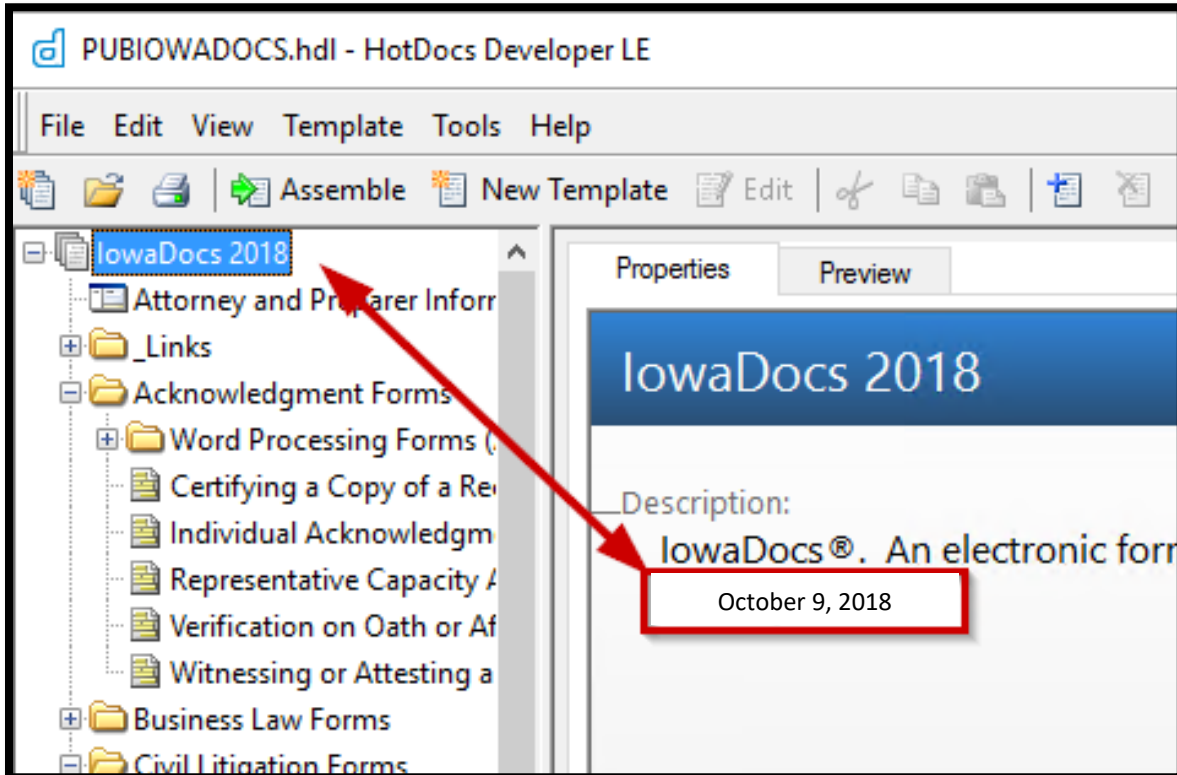 PUBIOWADOCS.hdl - HotDocs Developer LE
File Edit View Template Tools Help
Assemble New Template Edit
IowaDocs 2018
Attorney and Preparer Inforr
_Links
Acknowledgment Forms
Word Processing Forms (
Certifying a Copy of a Re
Individual Acknowledgm
Representative Capacity A
Verification on Oath or Af
Witnessing or Attesting a
Business Law Forms
Civil Litigation Forms
Properties Preview
IowaDocs 2018
Description:
IowaDocs®. An electronic forr
October 9, 2018